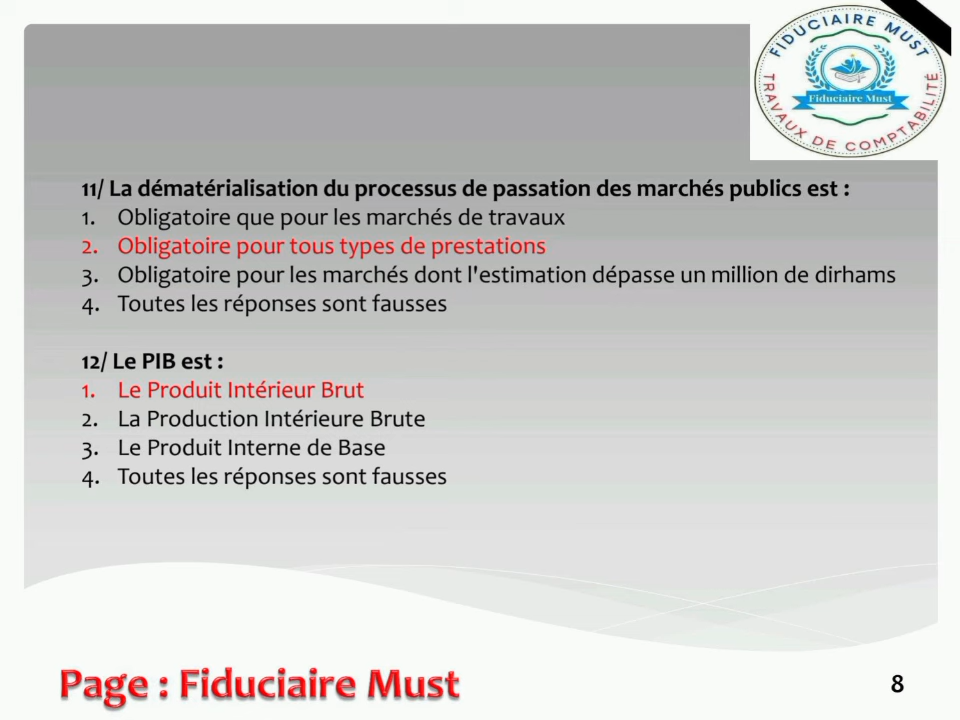 FIDUCIAIRE MUST
Fiduciaire Must
TRAVAUX DE COMPTABILITÉ
11/ La dématérialisation du processus de passation des marchés publics est :
1. Obligatoire que pour les marchés de travaux
2. Obligatoire pour tous types de prestations
3. Obligatoire pour les marchés dont l'estimation dépasse un million de dirhams
4. Toutes les réponses sont fausses
12/ Le PIB est :
1. Le Produit Intérieur Brut
2. La Production Intérieure Brute
3. Le Produit Interne de Base
4. Toutes les réponses sont fausses
Page : Fiduciaire Must
8